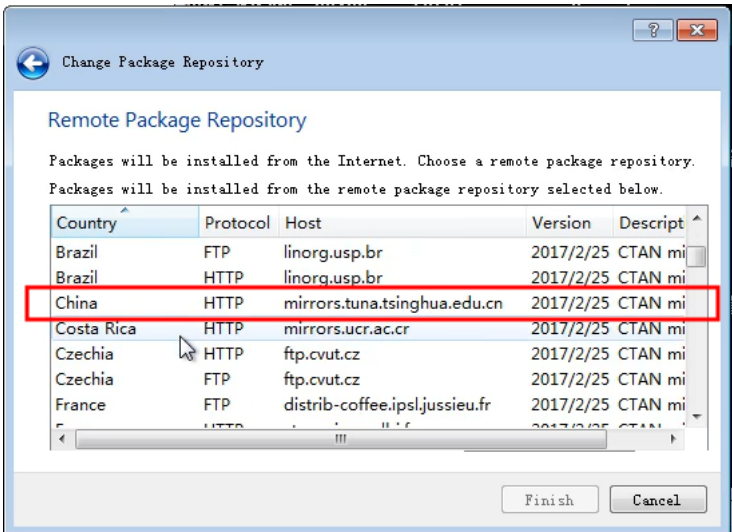 Change Package Repository
Remote Package Repository
Packages will be installed from the Internet. Choose a remote package repository.
Packages will be installed from the remote package repository selected below.
Country Protocol Host Version Descript
Brazil FTP linorg.usp.br 2017/2/25 CTAN mi
Brazil HTTP linorg.usp.br 2017/2/25 CTAN mi
China HTTP mirrors.tuna.tsinghua.edu.cn 2017/2/25 CTAN mi
Costa Rica HTTP mirrors.ucr.ac.cr 2017/2/25 CTAN mi
Czechia HTTP ftp.cvut.cz 2017/2/25 CTAN mi
Czechia FTP ftp.cvut.cz 2017/2/25 CTAN mi
France FTP distrib-coffee.ipsl.jussieu.fr 2017/2/25 CTAN mi
Finish Cancel